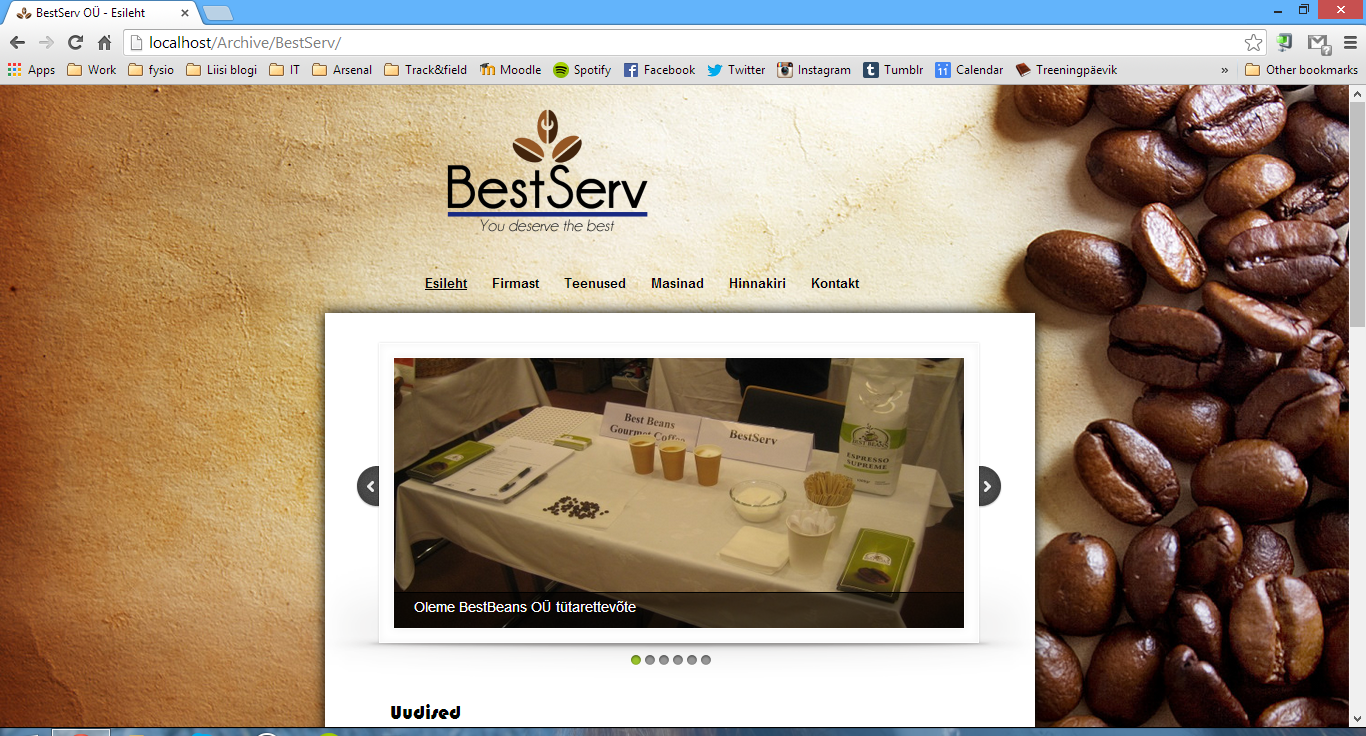 BestServ OÜ - Esileht
localhost/Archive/BestServ/
Apps Work fysio Liisi blogi IT Arsenal Track&field Moodle Spotify Facebook Twitter Instagram Tumblr Calendar Treeningpäevik » Other bookmarks
BestServ
You deserve the best
Esileht Firmast Teenused Masinad Hinnakiri Kontakt
Best Beans
Gourmet Coffee
BestServ
BEST BEANS
ESPRESSO
SUPREME
Oleme BestBeans OÜ tütarettevõte
Uudised